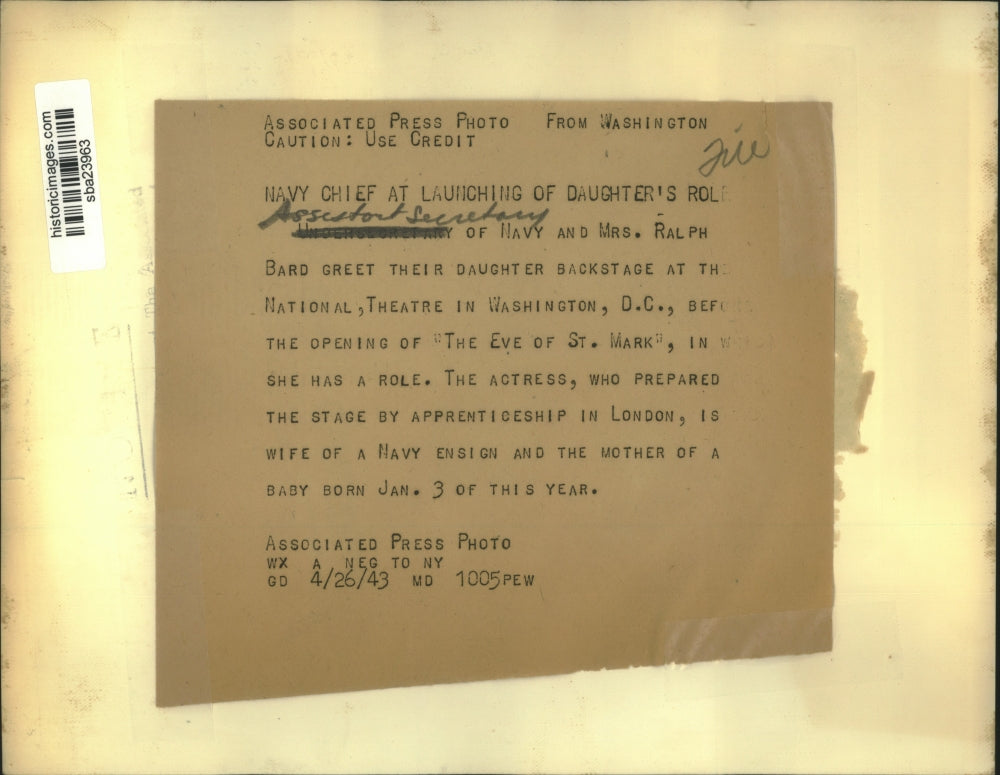 historicimages.com
sba23963
ASSOCIATED PRESS PHOTO FROM WASHINGTON
CAUTION: USE CREDIT
NAVY CHIEF AT LAUNCHING OF DAUGHTER'S ROLE
Assistant Secretary
UNDERSECRETARY OF NAVY AND MRS. RALPH
BARD GREET THEIR DAUGHTER BACKSTAGE AT THE
NATIONAL,THEATRE IN WASHINGTON, D.C., BEFORE
THE OPENING OF "THE EVE OF ST. MARK", IN WHICH
SHE HAS A ROLE. THE ACTRESS, WHO PREPARED
THE STAGE BY APPRENTICESHIP IN LONDON, IS
WIFE OF A NAVY ENSIGN AND THE MOTHER OF A
BABY BORN JAN. 3 OF THIS YEAR.
ASSOCIATED PRESS PHOTO
WX A NEG TO NY
GD 4/26/43 MD 1005PEW